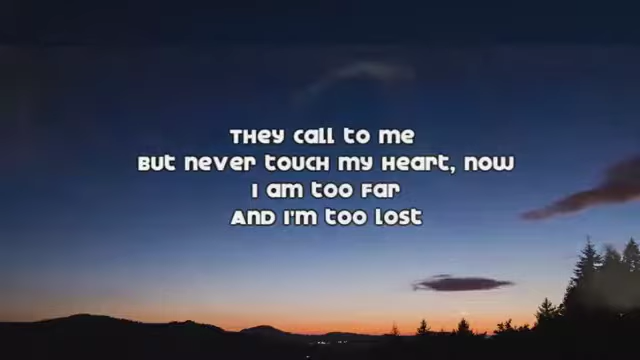 They call to me
But never touch my heart, now
I am too far
And I'm too lost